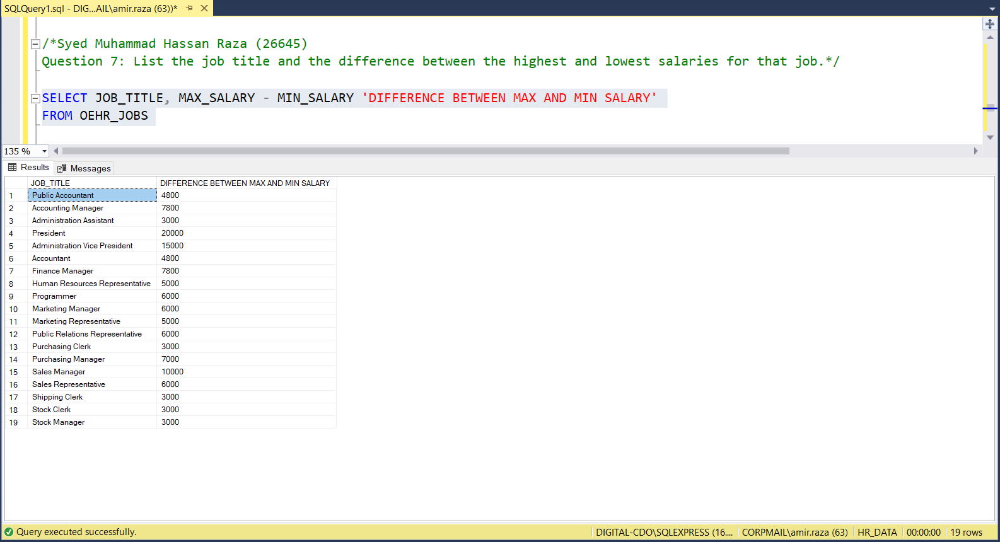 SQLQuery1.sql - DIG...AIL\amir.raza (63))*
/*Syed Muhammad Hassan Raza (26645)
Question 7: List the job title and the difference between the highest and lowest salaries for that job.*/
SELECT JOB_TITLE, MAX_SALARY - MIN_SALARY 'DIFFERENCE BETWEEN MAX AND MIN SALARY'
FROM OEHR_JOBS
135 %
Results Messages
JOB_TITLE DIFFERENCE BETWEEN MAX AND MIN SALARY
1 Public Accountant 4800
2 Accounting Manager 7800
3 Administration Assistant 3000
4 President 20000
5 Administration Vice President 15000
6 Accountant 4800
7 Finance Manager 7800
8 Human Resources Representative 5000
9 Programmer 6000
10 Marketing Manager 6000
11 Marketing Representative 5000
12 Public Relations Representative 6000
13 Purchasing Clerk 3000
14 Purchasing Manager 7000
15 Sales Manager 10000
16 Sales Representative 6000
17 Shipping Clerk 3000
18 Stock Clerk 3000
19 Stock Manager 3000
Query executed successfully. DIGITAL-CDO\SQLEXPRESS (16.... CORPMAIL\amir.raza (63) HR_DATA 00:00:00 19 rows